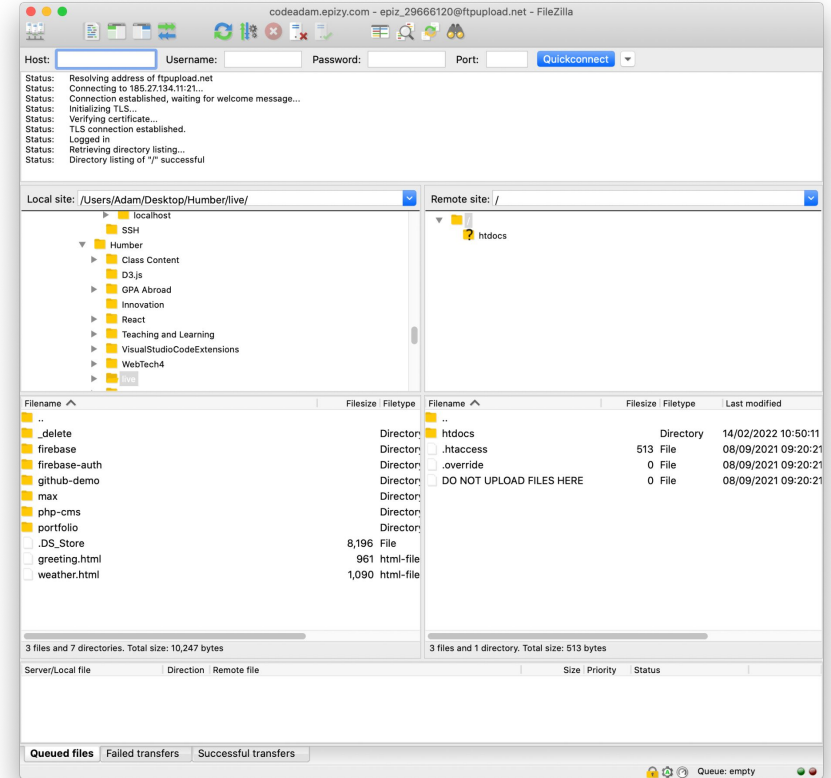 codeadam.epizy.com - epiz_29666120@ftpupload.net - FileZilla
Host: Username: Password: Port: Quickconnect
Status: Resolving address of ftpupload.net
Status: Connecting to 185.27.134.11:21...
Status: Connection established, waiting for welcome message...
Status: Initializing TLS...
Status: Verifying certificate...
Status: TLS connection established.
Status: Logged in
Status: Retrieving directory listing...
Status: Directory listing of "/" successful
Local site: /Users/Adam/Desktop/Humber/live/
localhost
SSH
Humber
Class Content
D3.js
GPA Abroad
Innovation
React
Teaching and Learning
VisualStudioCodeExtensions
WebTech4
live
Remote site: /
/
? htdocs
Filename Filesize Filetype
..
_delete Directory
firebase Directory
firebase-auth Directory
github-demo Directory
max Directory
php-cms Directory
portfolio Directory
.DS_Store 8,196 File
greeting.html 961 html-file
weather.html 1,090 html-file
3 files and 7 directories. Total size: 10,247 bytes
Filename Filesize Filetype Last modified
..
htdocs Directory 14/02/2022 10:50:11
.htaccess 513 File 08/09/2021 09:20:21
.override 0 File 08/09/2021 09:20:21
DO NOT UPLOAD FILES HERE 0 File 08/09/2021 09:20:21
3 files and 1 directory. Total size: 513 bytes
Server/Local file Direction Remote file Size Priority Status
Queued files Failed transfers Successful transfers
Queue: empty